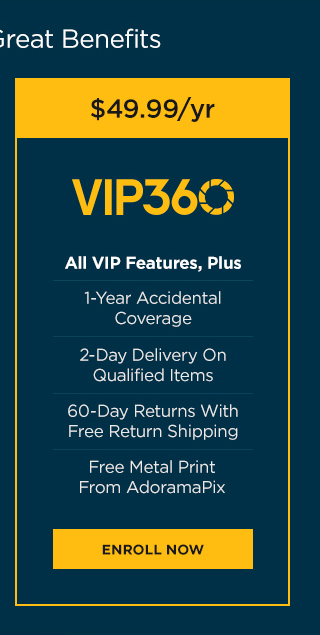 Great Benefits
$49.99/yr
VIP360
All VIP Features, Plus
1-Year Accidental
Coverage
2-Day Delivery On
Qualified Items
60-Day Returns With
Free Return Shipping
Free Metal Print
From AdoramaPix
ENROLL NOW